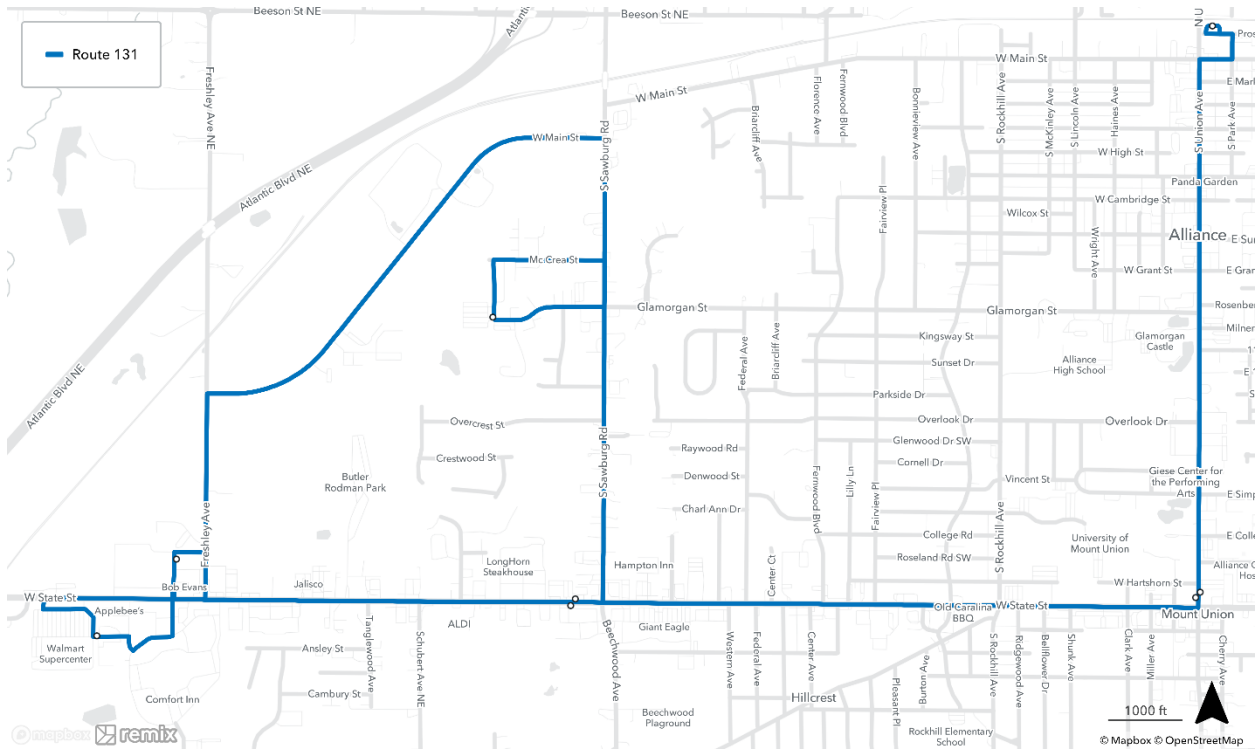 Route 131
Beeson St NE
Beeson St NE
Atlantic Blvd NE
Atlantic Blvd NE
Freshley Ave NE
W Main St
W Main St
W Main St
S Sawburg Rd
McCrea St
Glamorgan St
Glamorgan St
Florence Ave
Fernwood Blvd
Briarcliff Ave
Bonnieview Ave
S Rockhill Ave
S McKinley Ave
S Lincoln Ave
Haines Ave
S Union Ave
S Park Ave
W High St
Panda Garden
W Cambridge St
Wilcox St
Wright Ave
Alliance
W Grant St
Fairview Pl
Glamorgan
Castle
Kingsway St
Sunset Dr
Alliance
High School
Federal Ave
Briarcliff Ave
Parkside Dr
Overlook Dr
Overlook Dr
Overcrest St
Crestwood St
S Sawburg Rd
Raywood Rd
Denwood St
Charl Ann Dr
Glenwood Dr SW
Cornell Dr
Vincent St
Giese Center for
the Performing
Arts
Butler
Rodman Park
Fernwood Blvd
Lilly Ln
Fairview Pl
S Rockhill Ave
College Rd
Roseland Rd SW
University of
Mount Union
Freshley Ave
LongHorn
Steakhouse
Hampton Inn
Center Ct
Bob Evans
Jalisco
W Hartshorn St
W State St
Applebee's
Old Carolina
BBQ
W State St
Mount Union
ALDI
Giant Eagle
Walmart
Supercenter
Ansley St
Tanglewood Ave
Schubert Ave NE
Beechwood Ave
Western Ave
Federal Ave
Center Ave
Burton Ave
S Rockhill Ave
Ridgewood Ave
Bellflower Dr
Shunk Ave
Clark Ave
Miller Ave
Cherry Ave
Cambury St
Comfort Inn
Hillcrest
Pleasant Pl
Beechwood
Playground
Rockhill Elementary
School
1000 ft
mapbox remix
© Mapbox © OpenStreetMap